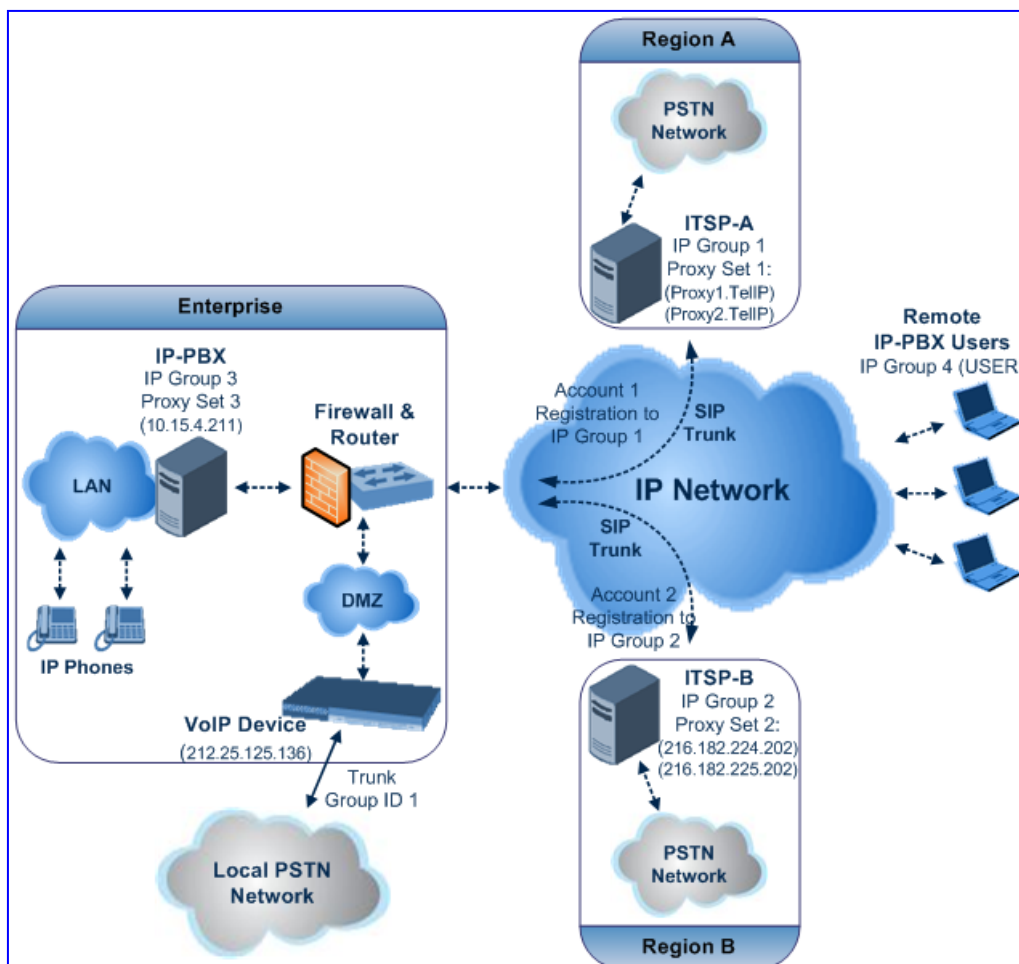 Region A
PSTN
Network
ITSP-A
IP Group 1
Proxy Set 1:
(Proxy1.TelIP)
(Proxy2.TelIP)
Enterprise
IP-PBX
IP Group 3
Proxy Set 3
(10.15.4.211)
Firewall &
Router
LAN
DMZ
IP Phones
VoIP Device
(212.25.125.136)
Trunk
Group ID 1
Local PSTN
Network
Account 1
Registration to
IP Group 1
SIP
Trunk
IP Network
SIP
Trunk
Account 2
Registration to
IP Group 2
Remote
IP-PBX Users
IP Group 4 (USER
ITSP-B
IP Group 2
Proxy Set 2:
(216.182.224.202)
(216.182.225.202)
PSTN
Network
Region B